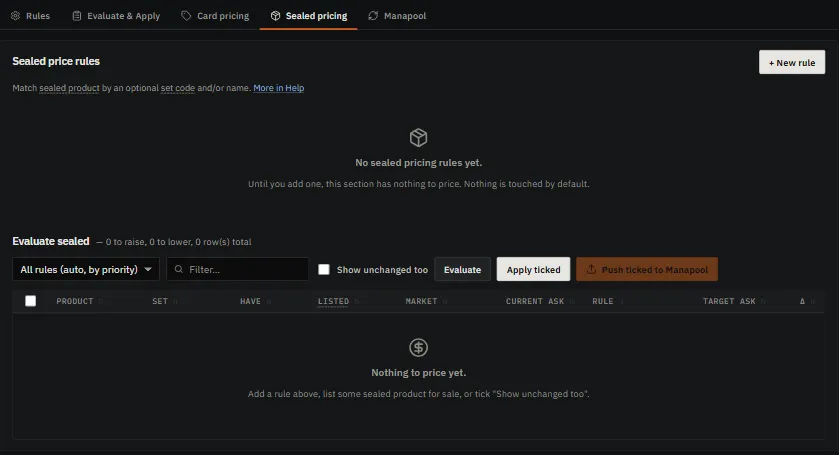 Rules Evaluate & Apply Card pricing Sealed pricing Manapool
Sealed price rules
+ New rule
Match sealed product by an optional set code and/or name. More in Help
No sealed pricing rules yet.
Until you add one, this section has nothing to price. Nothing is touched by default.
Evaluate sealed — 0 to raise, 0 to lower, 0 row(s) total
All rules (auto, by priority) Filter... Show unchanged too Evaluate Apply ticked Push ticked to Manapool
PRODUCT SET HAVE LISTED MARKET CURRENT ASK RULE TARGET ASK Δ
Nothing to price yet.
Add a rule above, list some sealed product for sale, or tick "Show unchanged too".